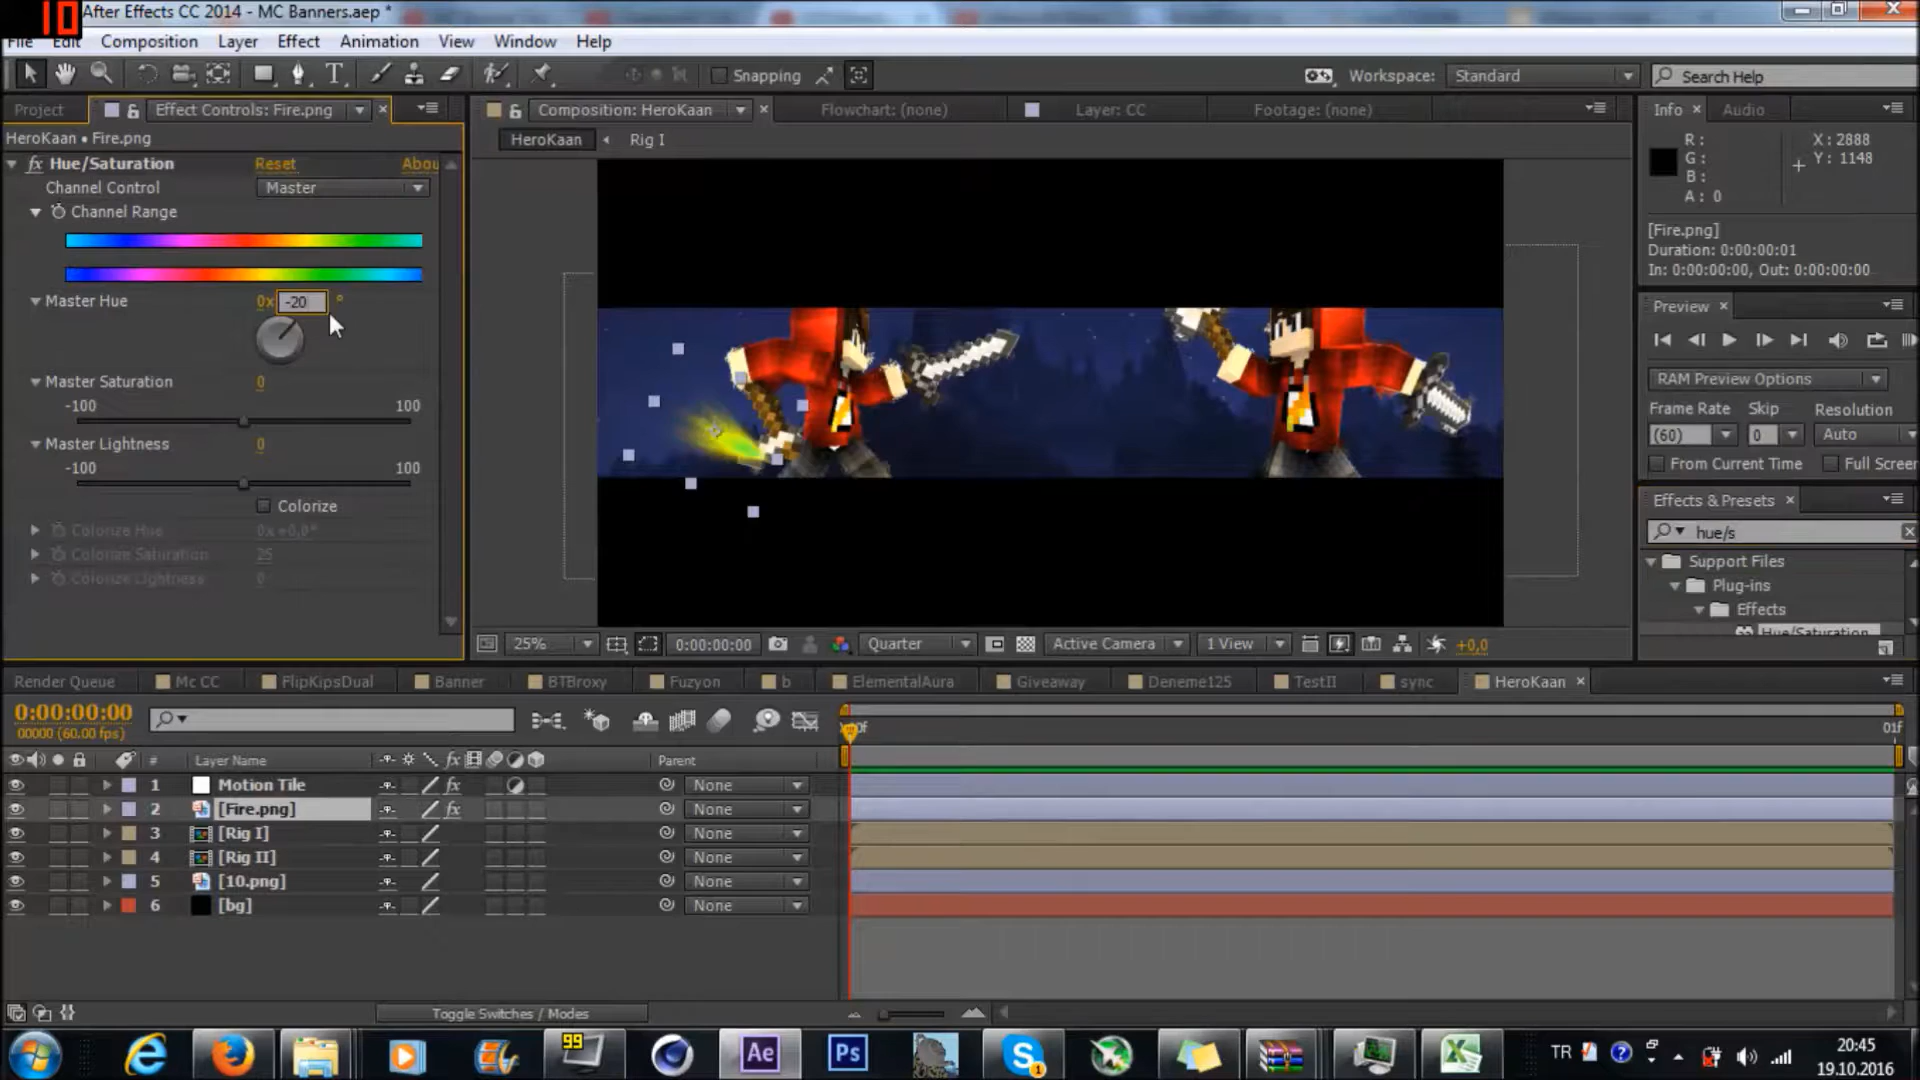 10
After Effects CC 2014 - MC Banners.aep *
File Edit Composition Layer Effect Animation View Window Help
Snapping
Workspace: Standard
Search Help
Project
Effect Controls: Fire.png
Composition: HeroKaan
Flowchart: (none)
Layer: CC
Footage: (none)
Info
Audio
HeroKaan • Fire.png
HeroKaan
Rig I
R :
G :
B :
A : 0
X : 2888
Y : 1148
fx Hue/Saturation
Reset
Abou
Channel Control
Master
Channel Range
Master Hue
0x -20 °
Master Saturation
0
-100
100
Master Lightness
0
-100
100
Colorize
Colorize Hue
0x +0,0°
Colorize Saturation
25
Colorize Lightness
0
[Fire.png]
Duration: 0:00:00:01
In: 0:00:00:00, Out: 0:00:00:00
Preview
RAM Preview Options
Frame Rate
Skip
Resolution
(60)
0
Auto
From Current Time
Full Screen
Effects & Presets
hue/s
Support Files
Plug-ins
Effects
Hue/Saturation
25%
0:00:00:00
Quarter
Active Camera
1 View
+0,0
Render Queue
Mc CC
FlipKipsDual
Banner
BTBroxy
Fuzyon
b
ElementalAura
Giveaway
Deneme125
TestII
sync
HeroKaan
0:00:00:00
00000 (60.00 fps)
01f
#
Layer Name
fx
Parent
1 Motion Tile fx None
2 [Fire.png] fx None
3 [Rig I] None
4 [Rig II] None
5 [10.png] None
6 [bg] None
Toggle Switches / Modes
99
Ae
Ps
S
1
TR
20:45
19.10.2016